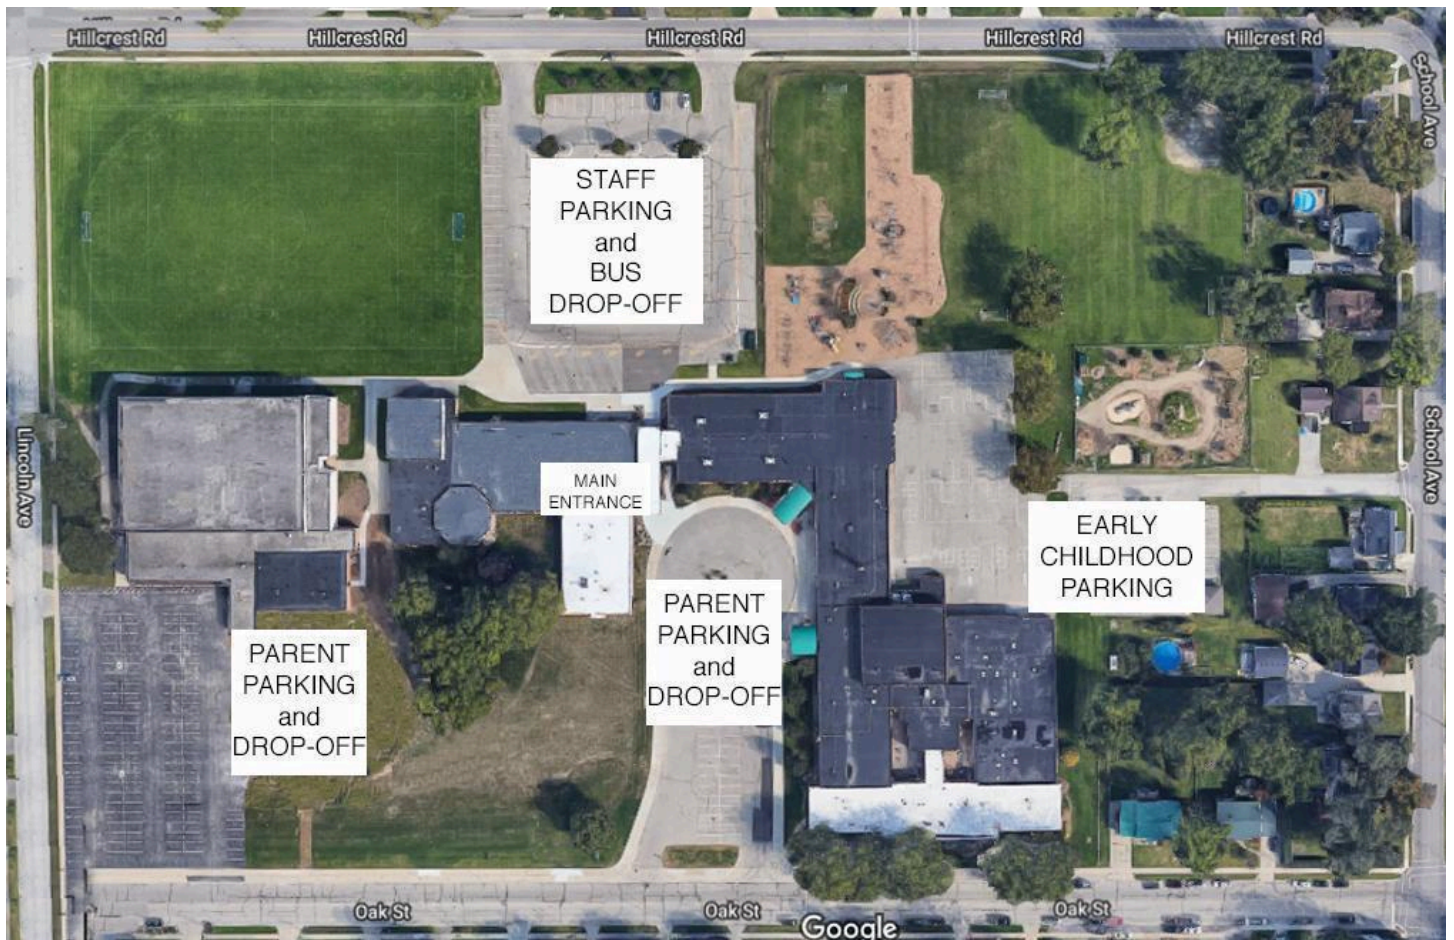 Hillcrest Rd
Hillcrest Rd
Hillcrest Rd
Hillcrest Rd
Hillcrest Rd
School Ave
STAFF
PARKING
and
BUS
DROP-OFF
Lincoln Ave
School Ave
MAIN
ENTRANCE
EARLY
CHILDHOOD
PARKING
PARENT
PARKING
and
DROP-OFF
PARENT
PARKING
and
DROP-OFF
Oak St
Oak St
Oak St
Google